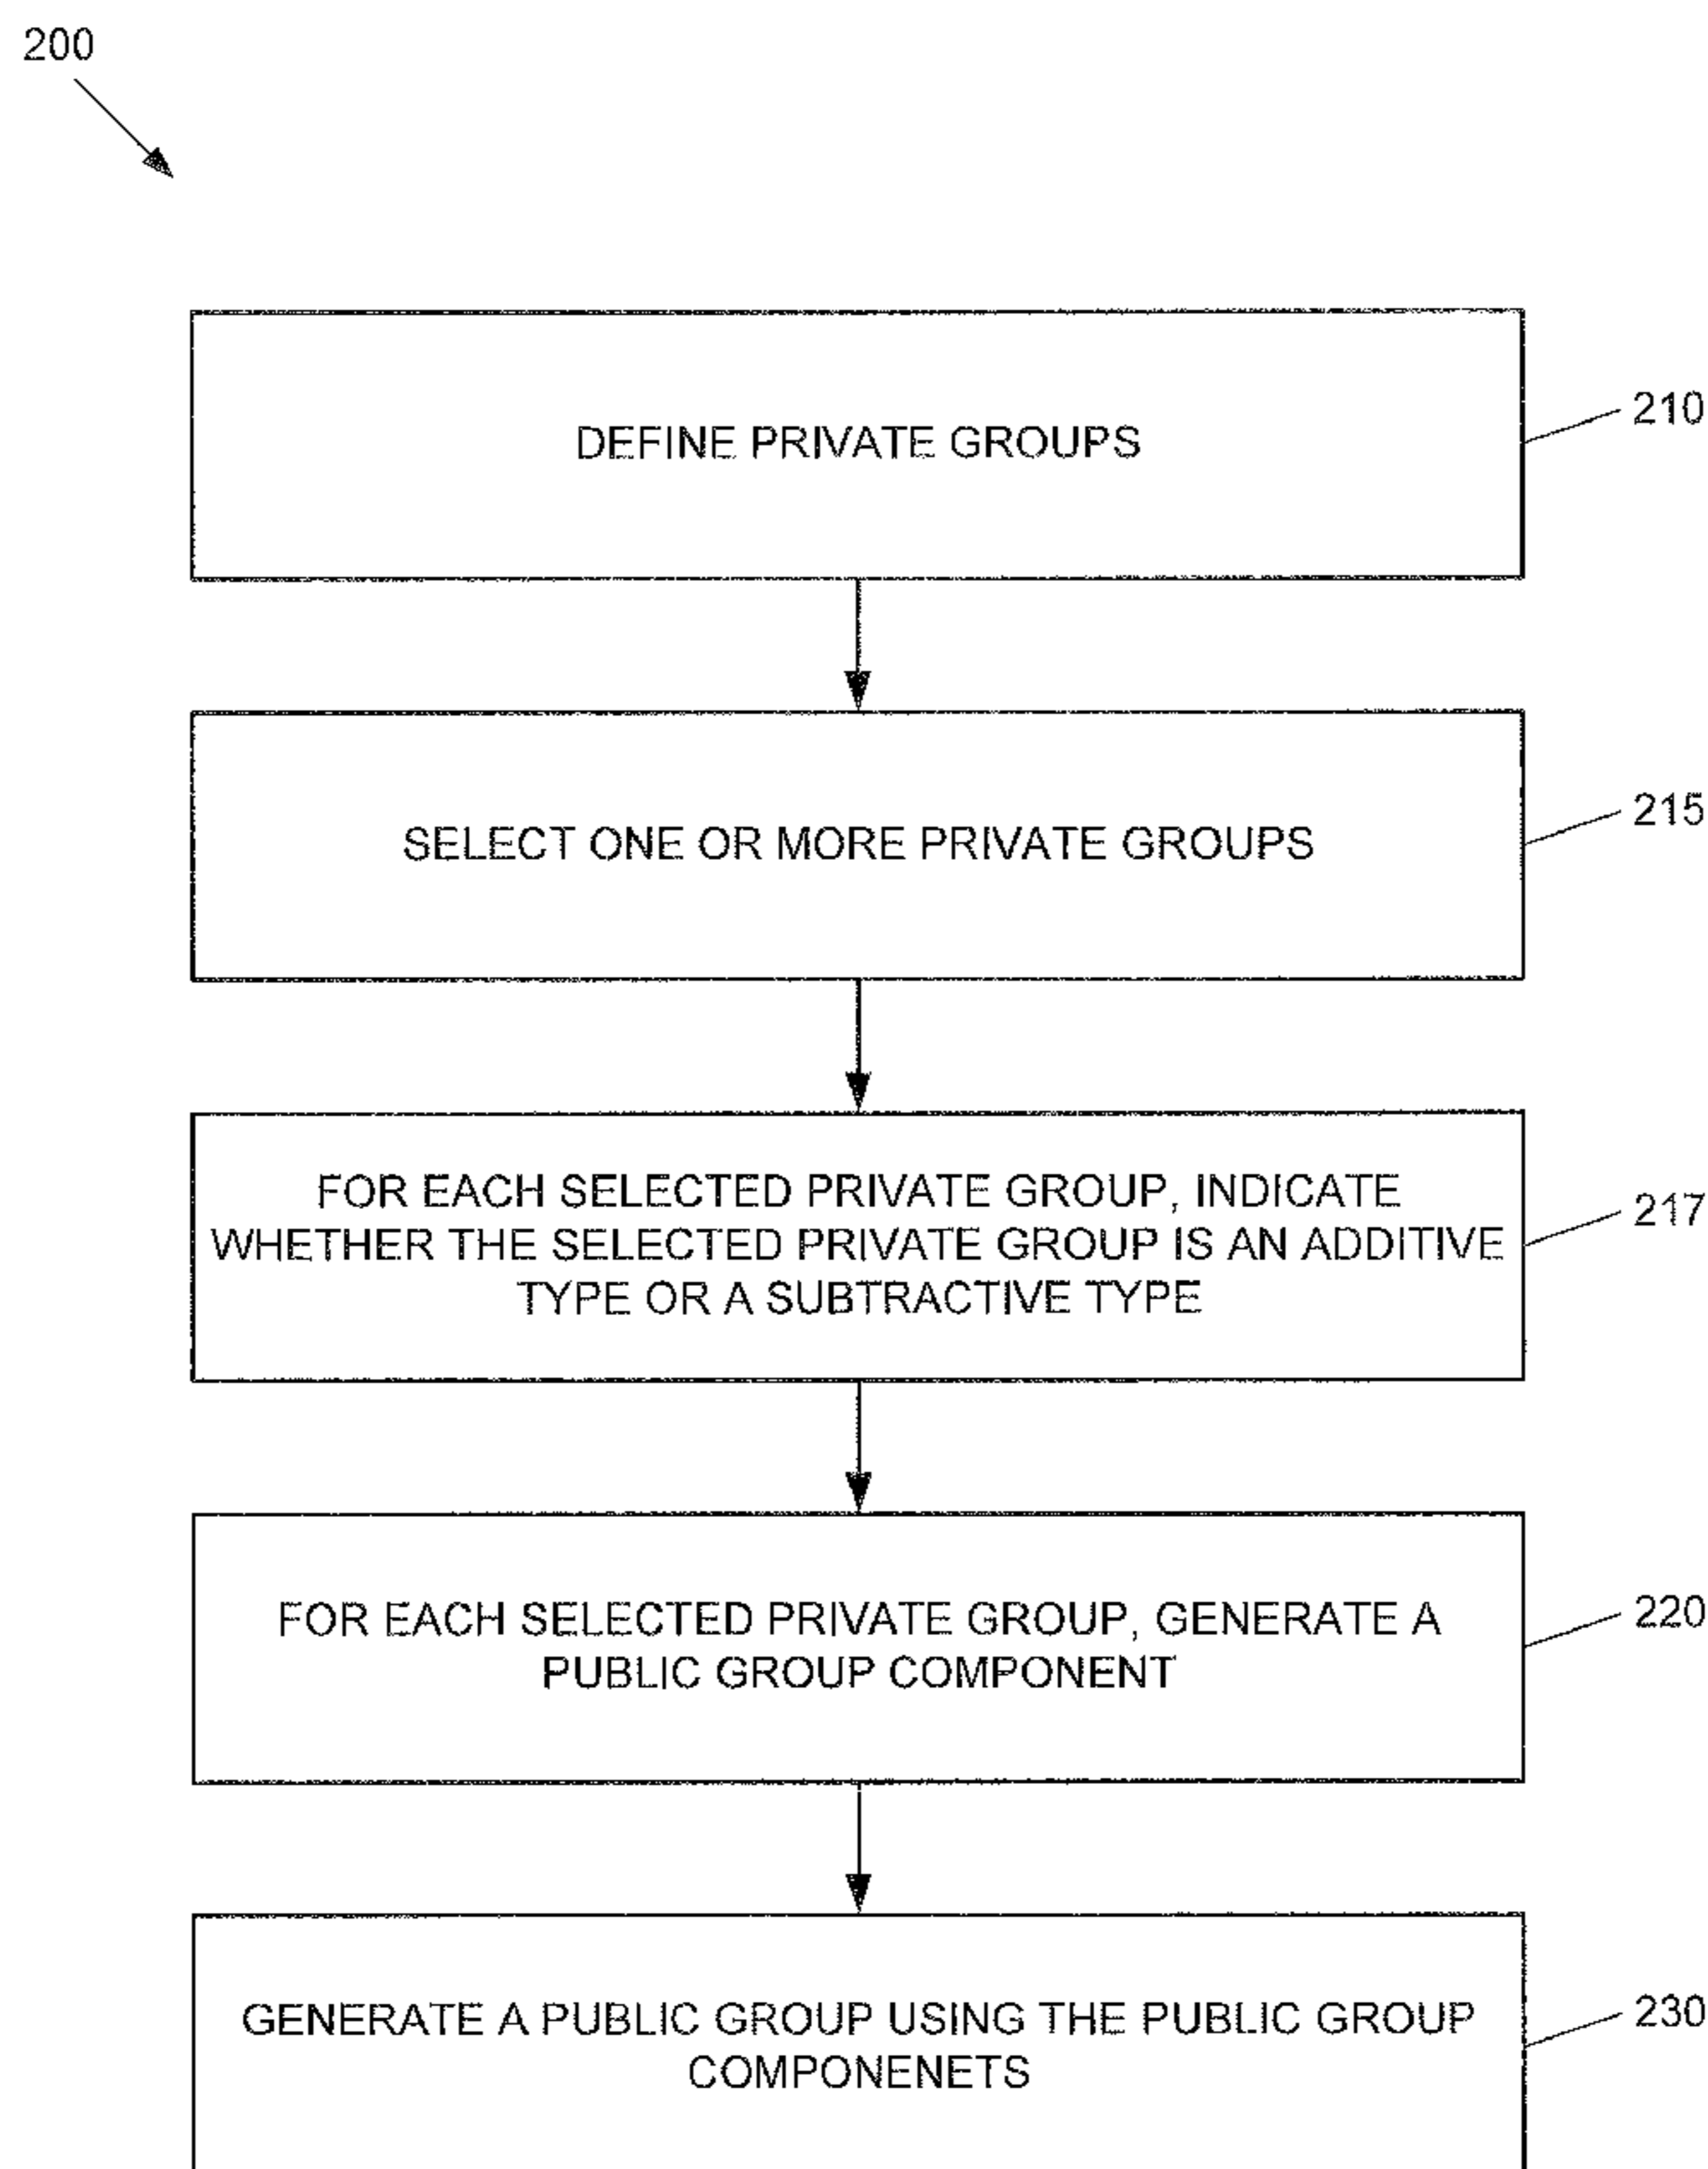 200
DEFINE PRIVATE GROUPS
210
SELECT ONE OR MORE PRIVATE GROUPS
215
FOR EACH SELECTED PRIVATE GROUP, INDICATE
WHETHER THE SELECTED PRIVATE GROUP IS AN ADDITIVE
TYPE OR A SUBTRACTIVE TYPE
217
FOR EACH SELECTED PRIVATE GROUP, GENERATE A
PUBLIC GROUP COMPONENT
220
GENERATE A PUBLIC GROUP USING THE PUBLIC GROUP
COMPONENETS
230